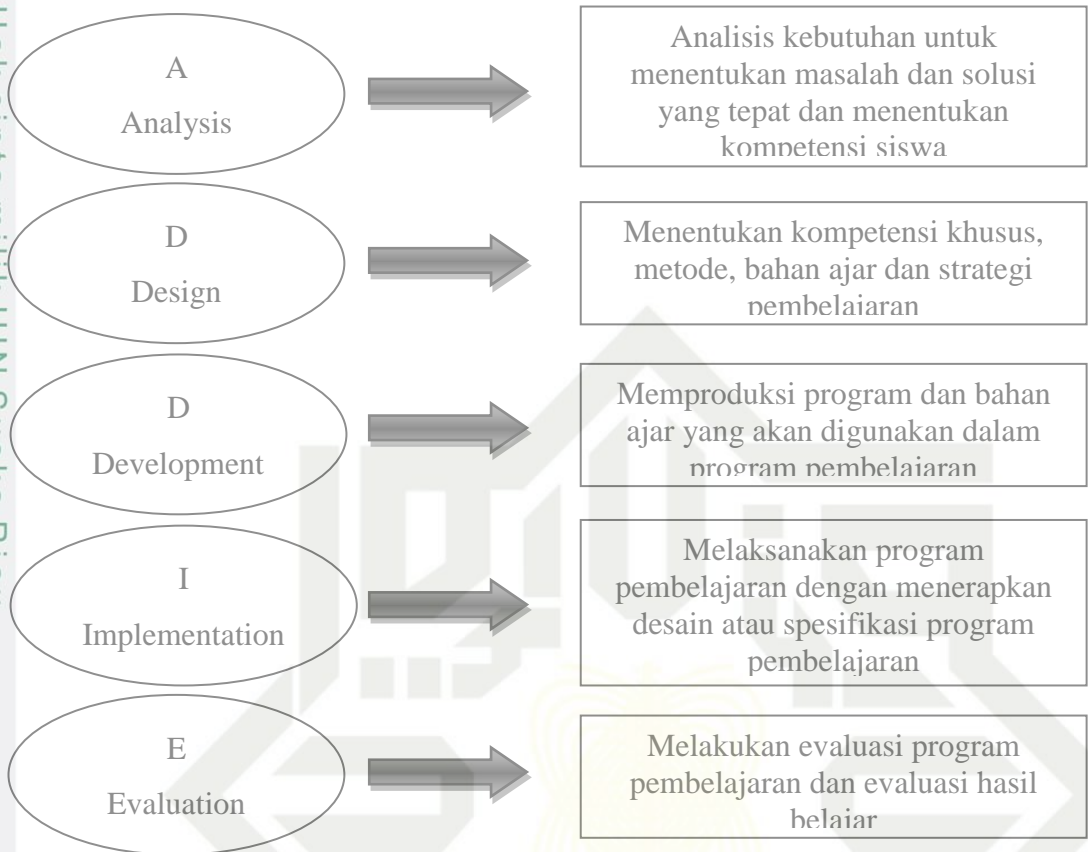 A
Analysis
Analisis kebutuhan untuk
menentukan masalah dan solusi
yang tepat dan menentukan
kompetensi siswa
D
Design
Menentukan kompetensi khusus,
metode, bahan ajar dan strategi
pembelajaran
D
Development
Memproduksi program dan bahan
ajar yang akan digunakan dalam
program pembelajaran
I
Implementation
Melaksanakan program
pembelajaran dengan menerapkan
desain atau spesifikasi program
pembelajaran
E
Evaluation
Melakukan evaluasi program
pembelajaran dan evaluasi hasil
belajar